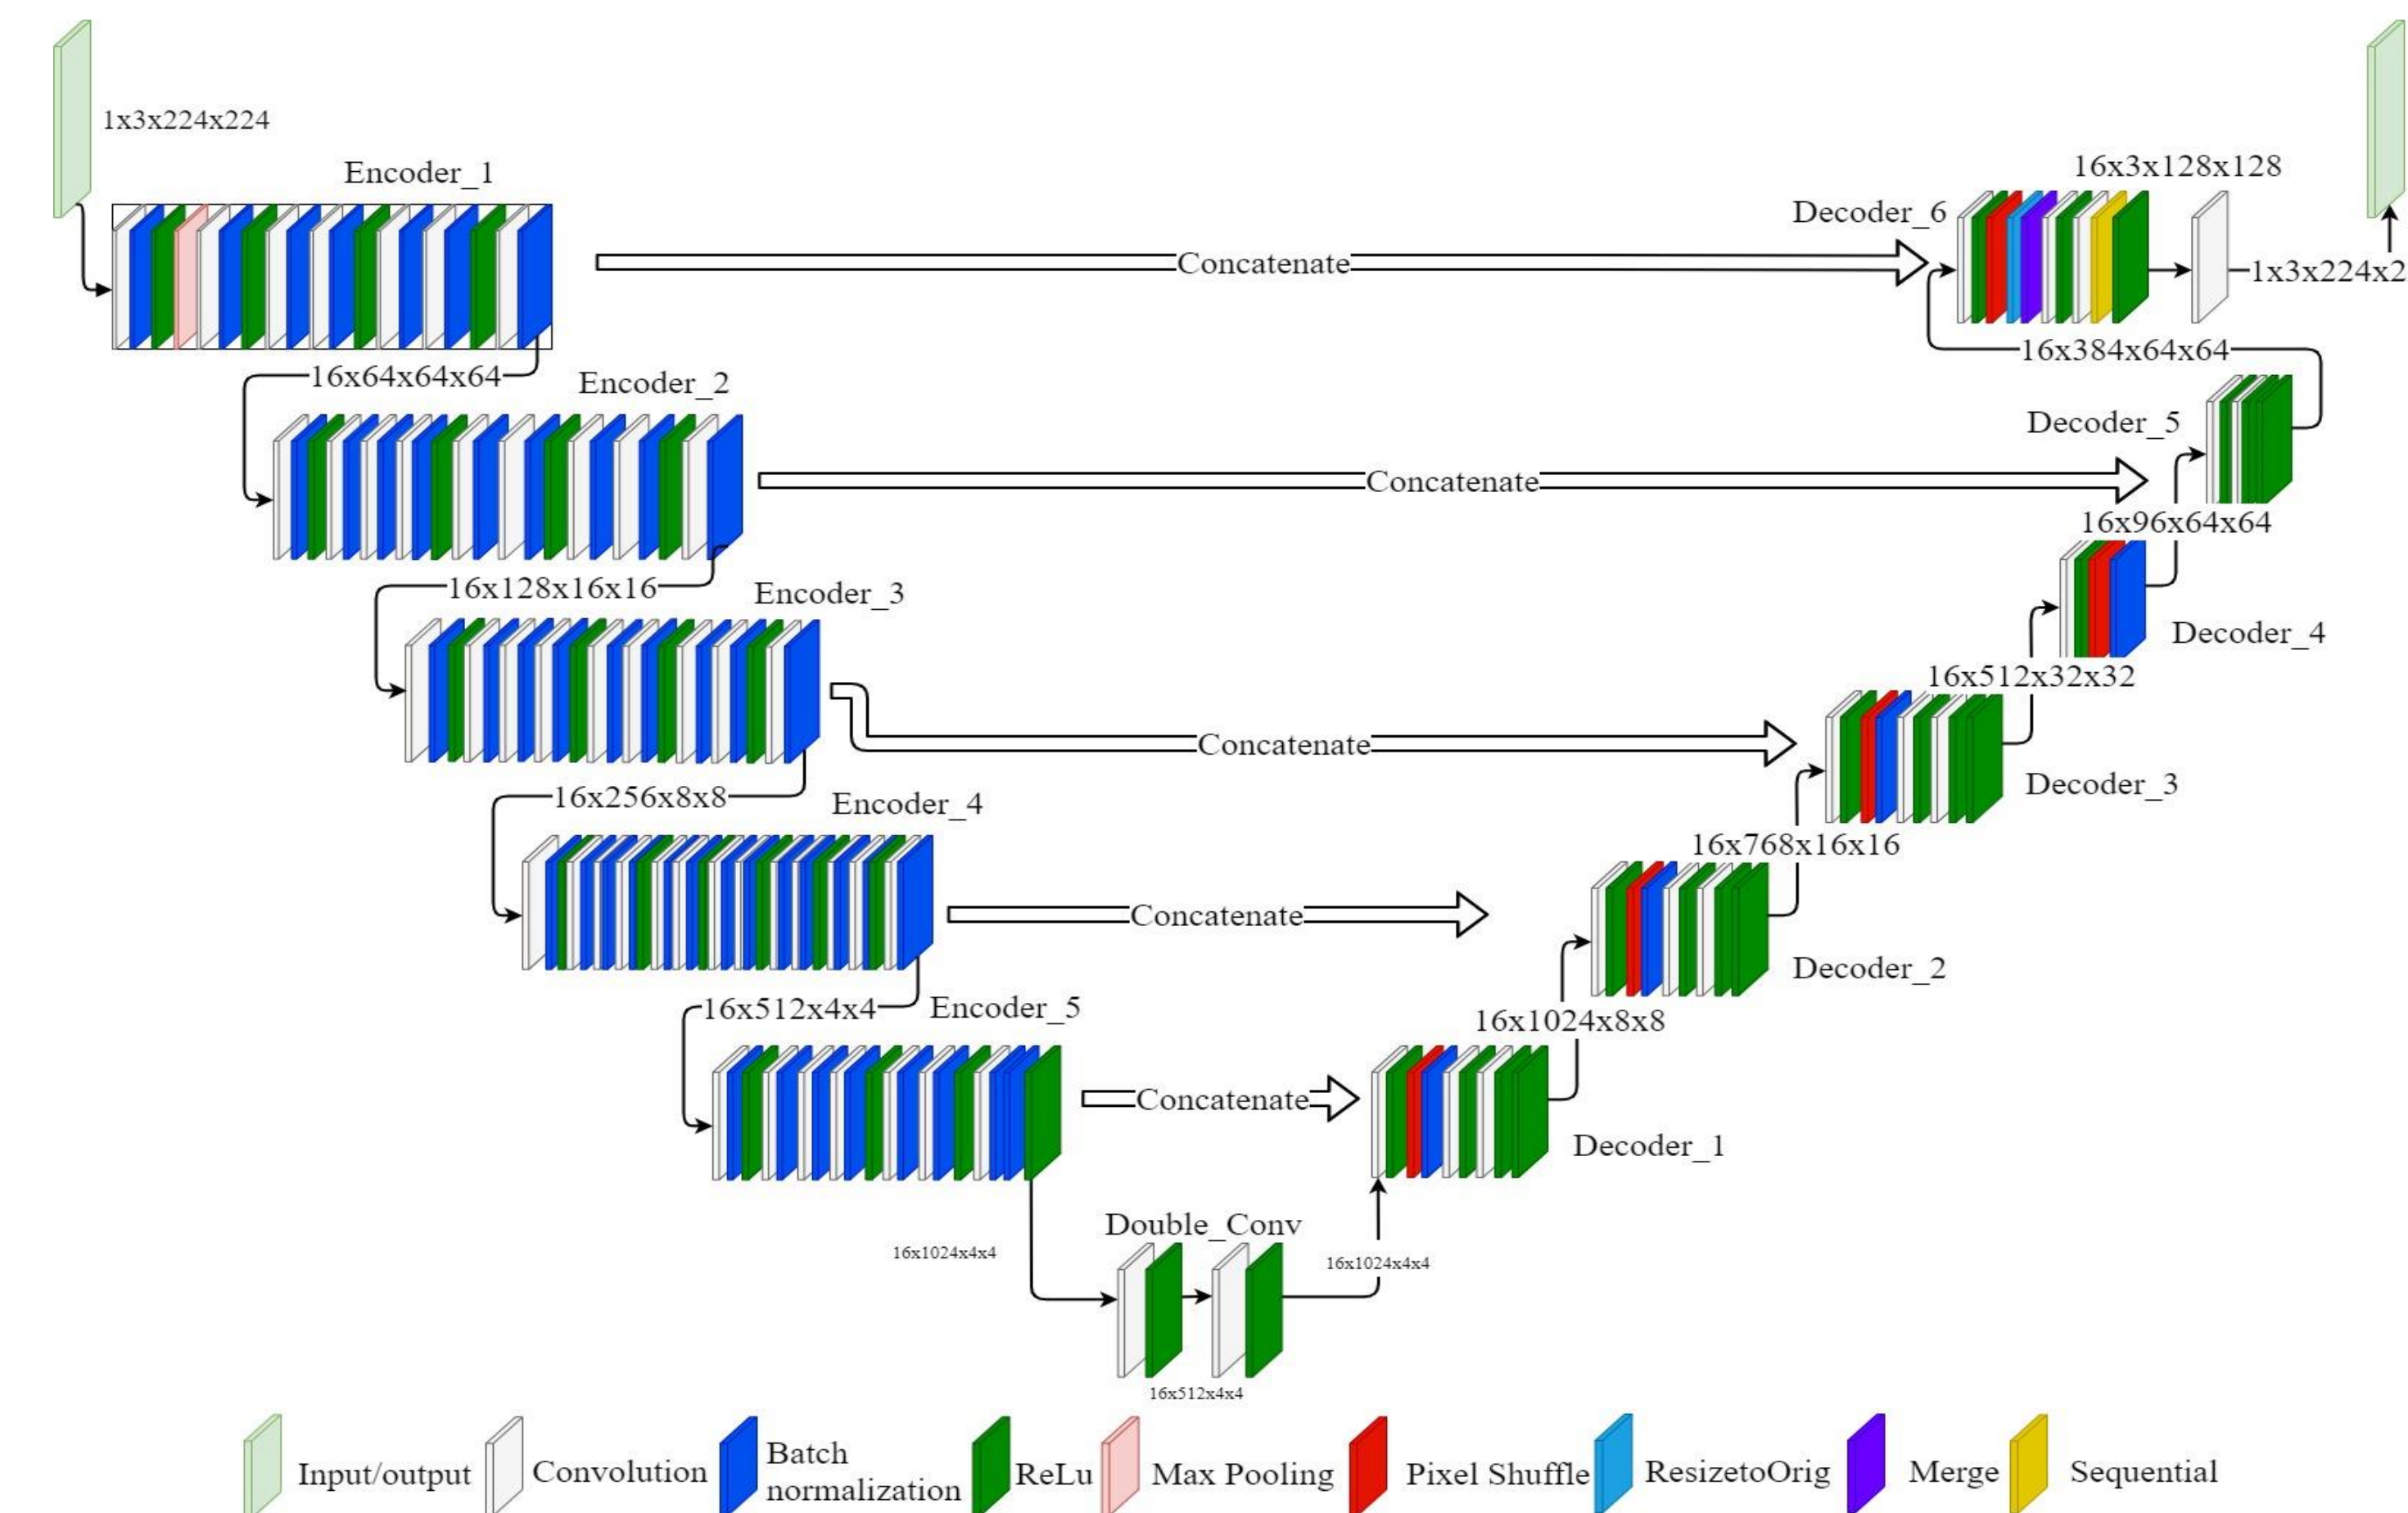 1x3x224x224
Encoder_1
16x3x128x128
Decoder_6
Concatenate
1x3x224x2
16x384x64x64
16x64x64x64
Encoder_2
Decoder_5
Concatenate
16x96x64x64
16x128x16x16
Encoder_3
Decoder_4
16x512x32x32
Concatenate
Decoder_3
16x256x8x8
Encoder_4
16x768x16x16
Concatenate
Decoder_2
16x512x4x4
Encoder_5
16x1024x8x8
Concatenate
Decoder_1
Double_Conv
16x1024x4x4
16x1024x4x4
16x512x4x4
Input/output
Convolution
Batch
normalization
ReLu
Max Pooling
Pixel Shuffle
ResizetoOrig
Merge
Sequential